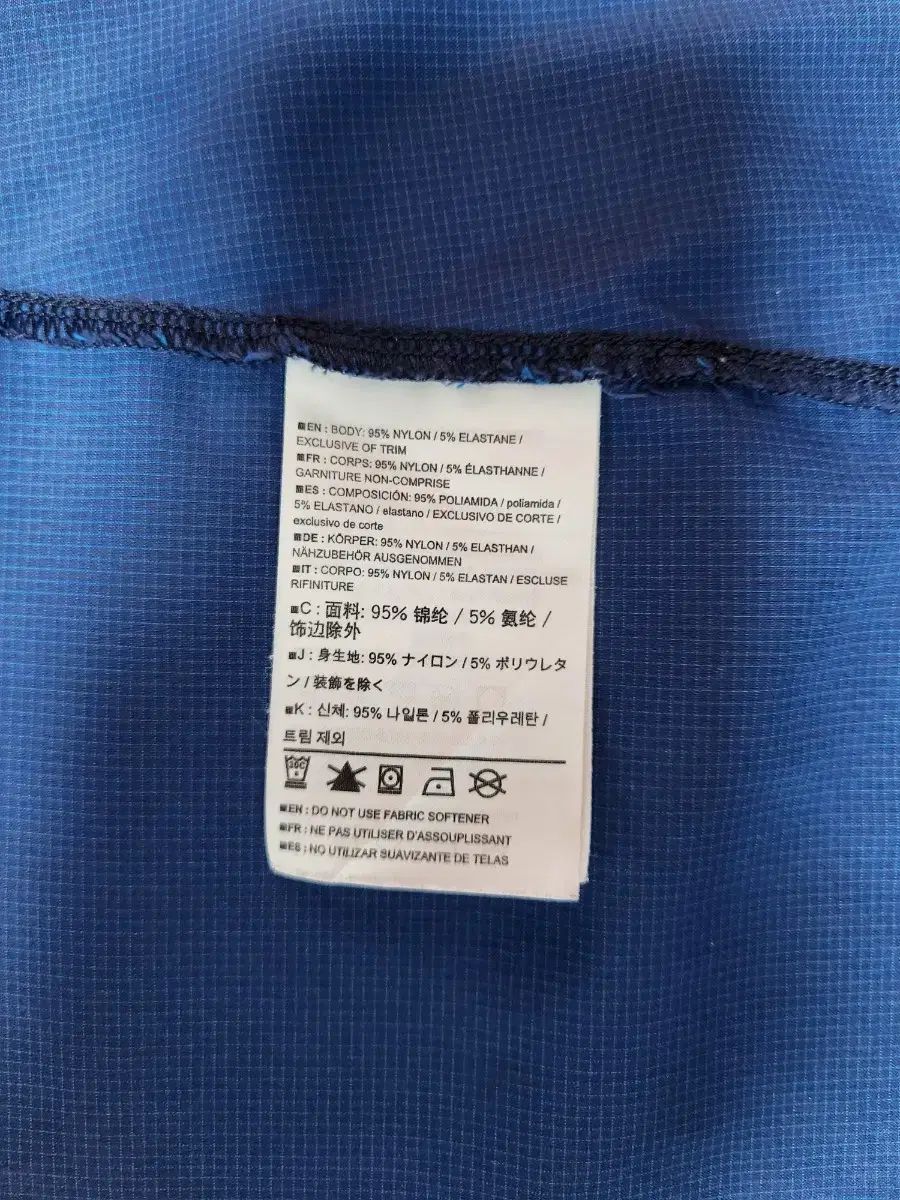 EN : BODY: 95% NYLON / 5% ELASTANE /
EXCLUSIVE OF TRIM
FR : CORPS: 95% NYLON / 5% ÉLASTHANNE /
GARNITURE NON-COMPRISE
ES : COMPOSICIÓN: 95% POLIAMIDA / poliamida /
5% ELASTANO / elastano / EXCLUSIVO DE CORTE /
exclusivo de corte
DE : KÖRPER: 95% NYLON / 5% ELASTHAN /
NÄHZUBEHÖR AUSGENOMMEN
IT : CORPO: 95% NYLON / 5% ELASTAN / ESCLUSE
RIFINITURE
C : 面料: 95% 锦纶 / 5% 氨纶 /
饰边除外
J : 身生地: 95% ナイロン / 5% ポリウレタ
ン / 装飾を除く
K : 신체: 95% 나일론 / 5% 폴리우레탄 /
트림 제외
30C
EN : DO NOT USE FABRIC SOFTENER
FR : NE PAS UTILISER D'ASSOUPLISSANT
ES : NO UTILIZAR SUAVIZANTE DE TELAS